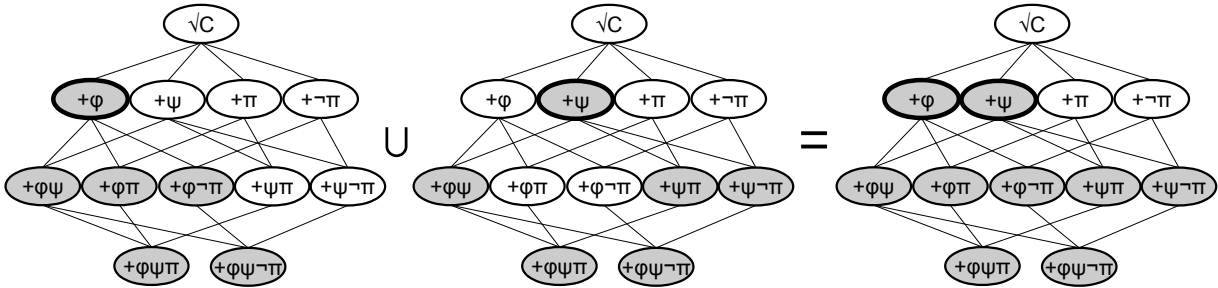 √C √C √C
+φ +ψ +π +¬π +φ +ψ +π +¬π +φ +ψ +π +¬π
∪ =
+φψ +φπ +φ¬π +ψπ +ψ¬π +φψ +φπ +φ¬π +ψπ +ψ¬π +φψ +φπ +φ¬π +ψπ +ψ¬π
+φψπ +φψ¬π +φψπ +φψ¬π +φψπ +φψ¬π